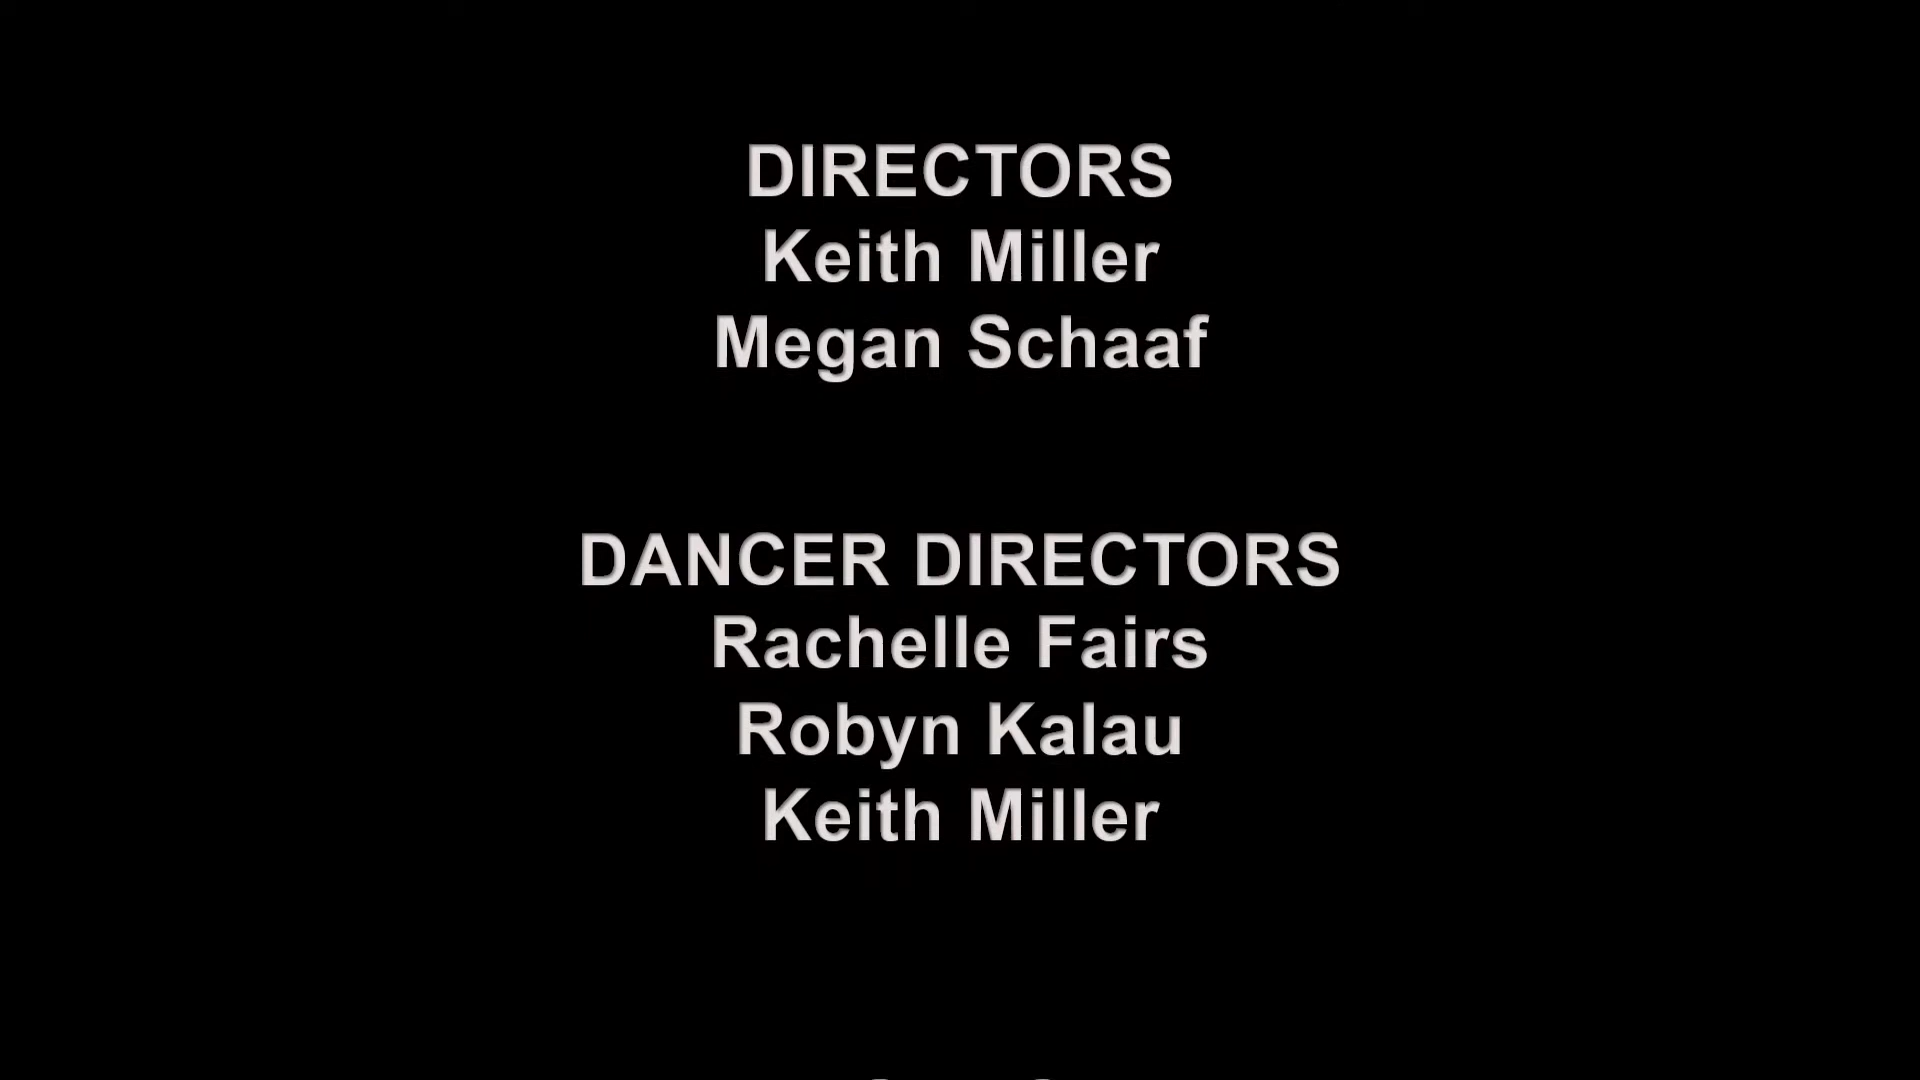 DIRECTORS
Keith Miller
Megan Schaaf
DANCER DIRECTORS
Rachelle Fairs
Robyn Kalau
Keith Miller